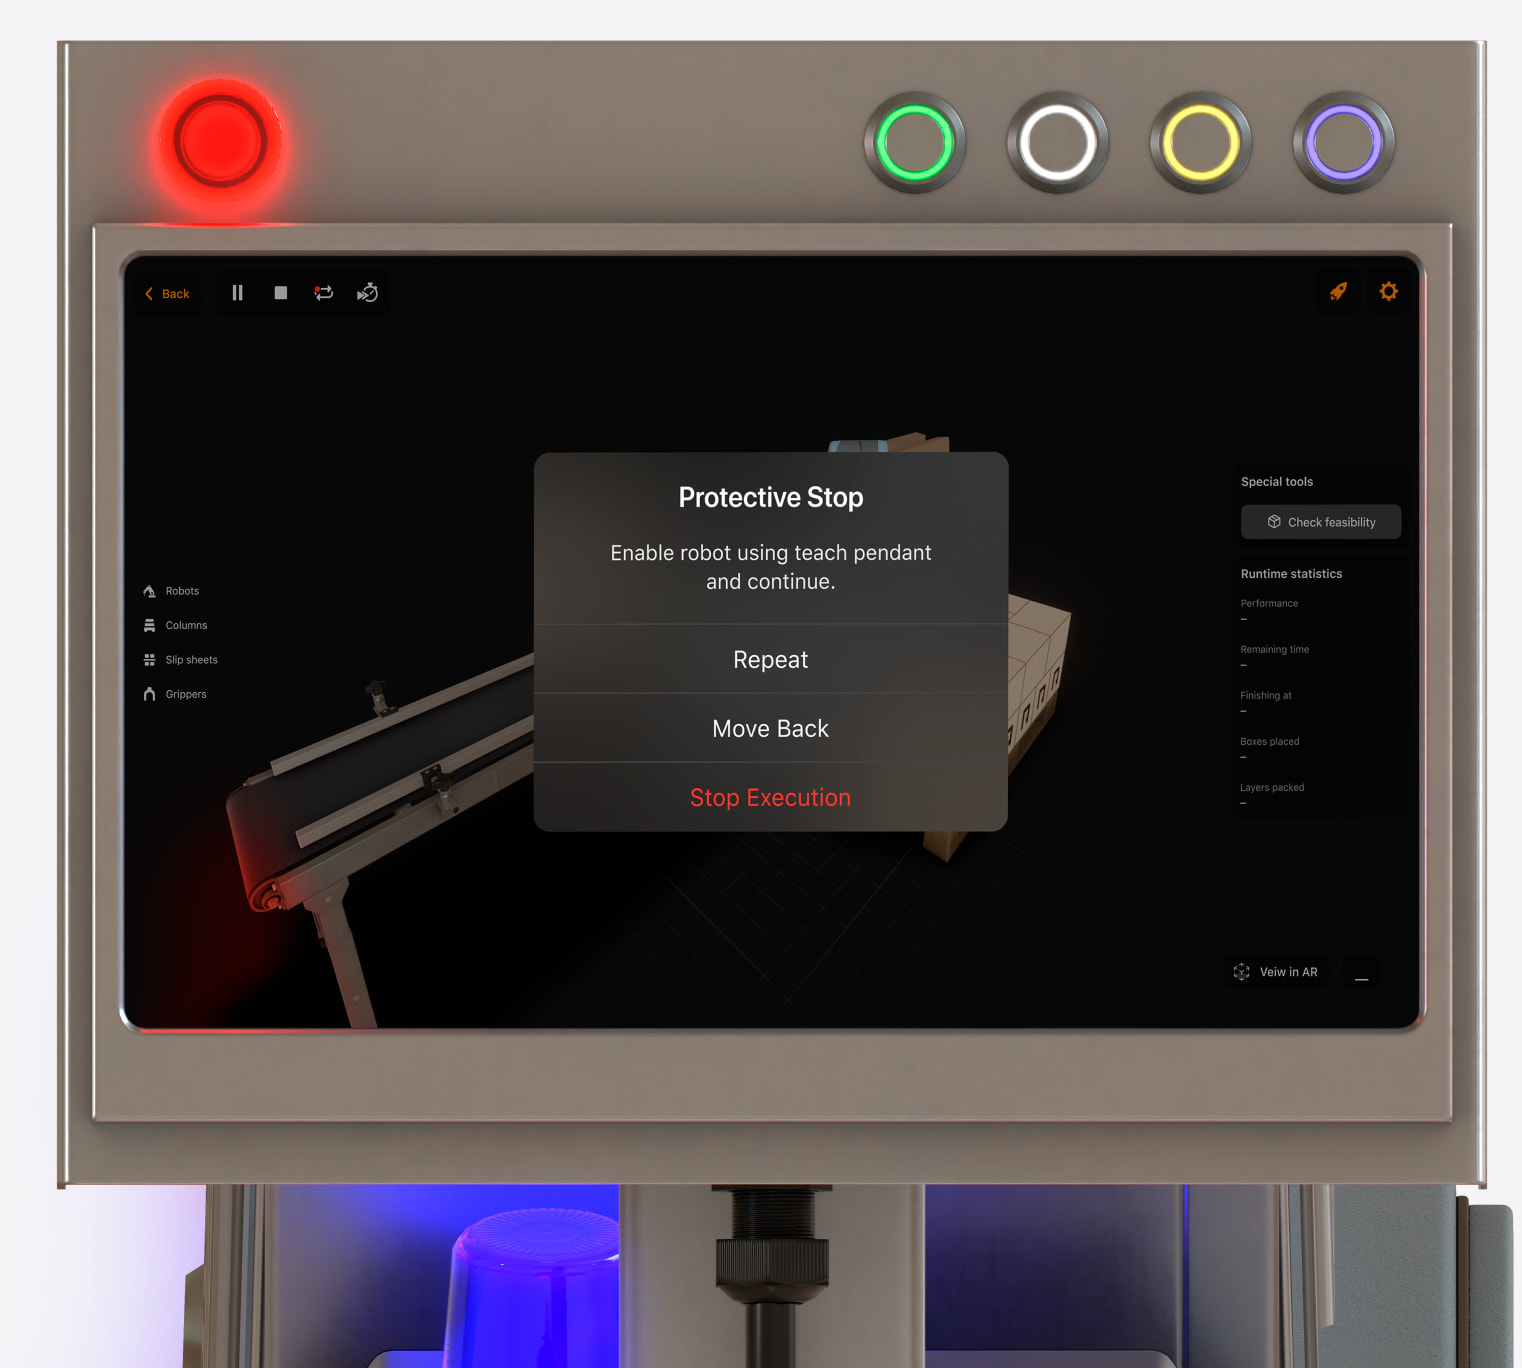 Back
Protective Stop
Enable robot using teach pendant
and continue.
Repeat
Move Back
Stop Execution
Robots
Columns
Slip sheets
Grippers
Special tools
Check feasibility
Runtime statistics
Performance
–
Remaining time
–
Finishing at
–
Boxes placed
–
Layers packed
–
Veiw in AR